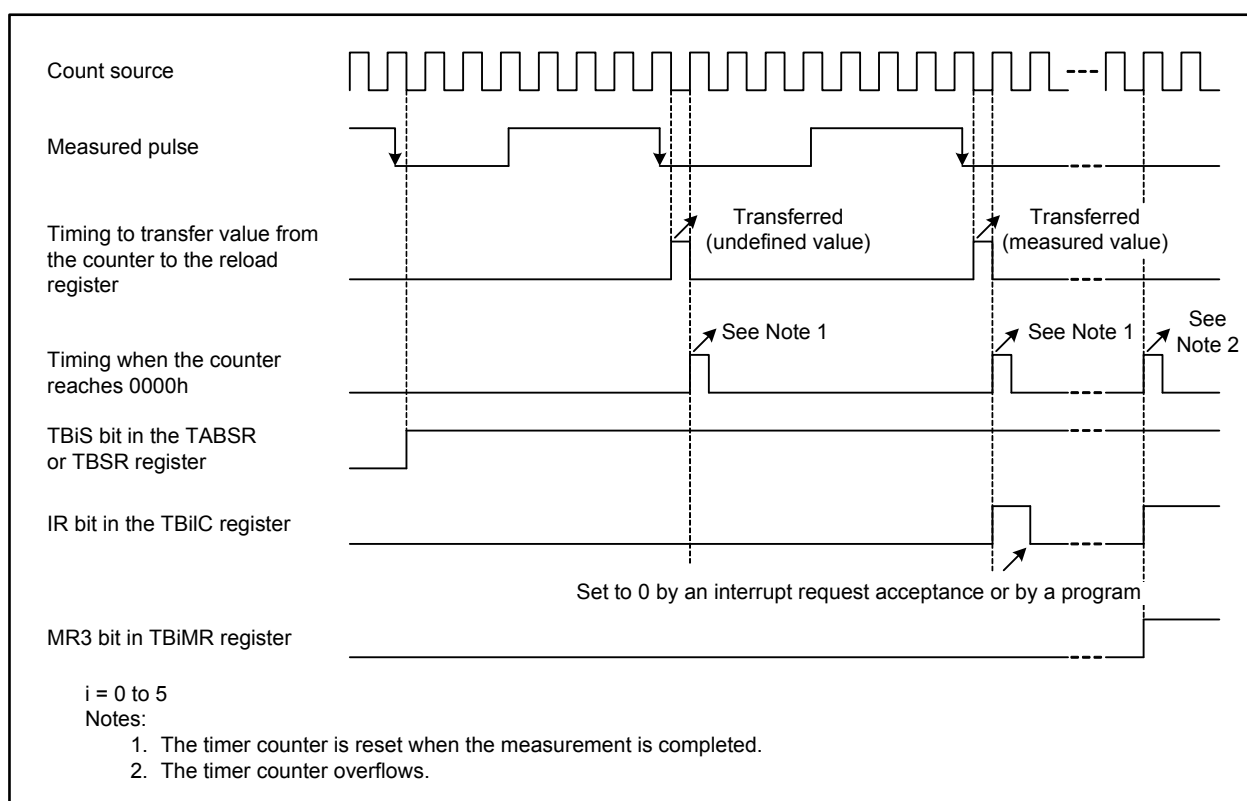 Count source
Measured pulse
Timing to transfer value from
the counter to the reload
register
Transferred
(undefined value)
Transferred
(measured value)
Timing when the counter
reaches 0000h
See Note 1
See Note 1
See
Note 2
TBiS bit in the TABSR
or TBSR register
IR bit in the TBiIC register
Set to 0 by an interrupt request acceptance or by a program
MR3 bit in TBiMR register
i = 0 to 5
Notes:
1. The timer counter is reset when the measurement is completed.
2. The timer counter overflows.